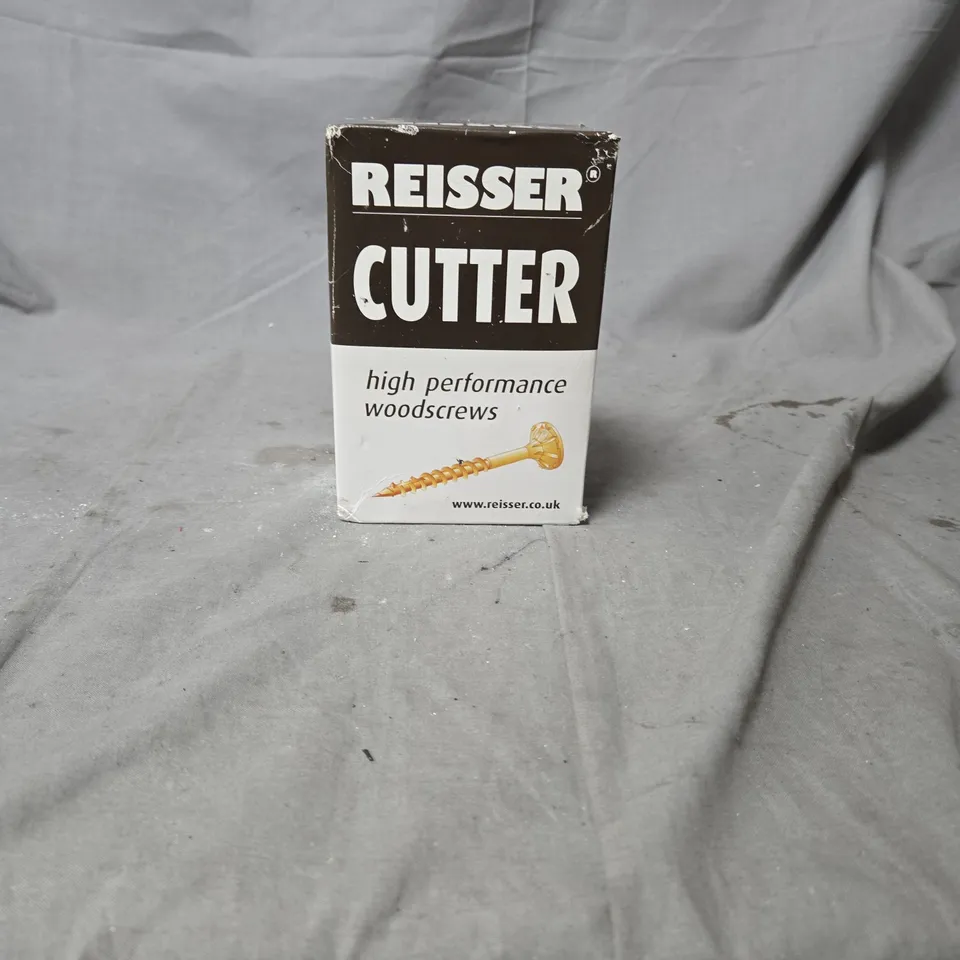 REISSER®
CUTTER
high performance
woodscrews
www.reisser.co.uk